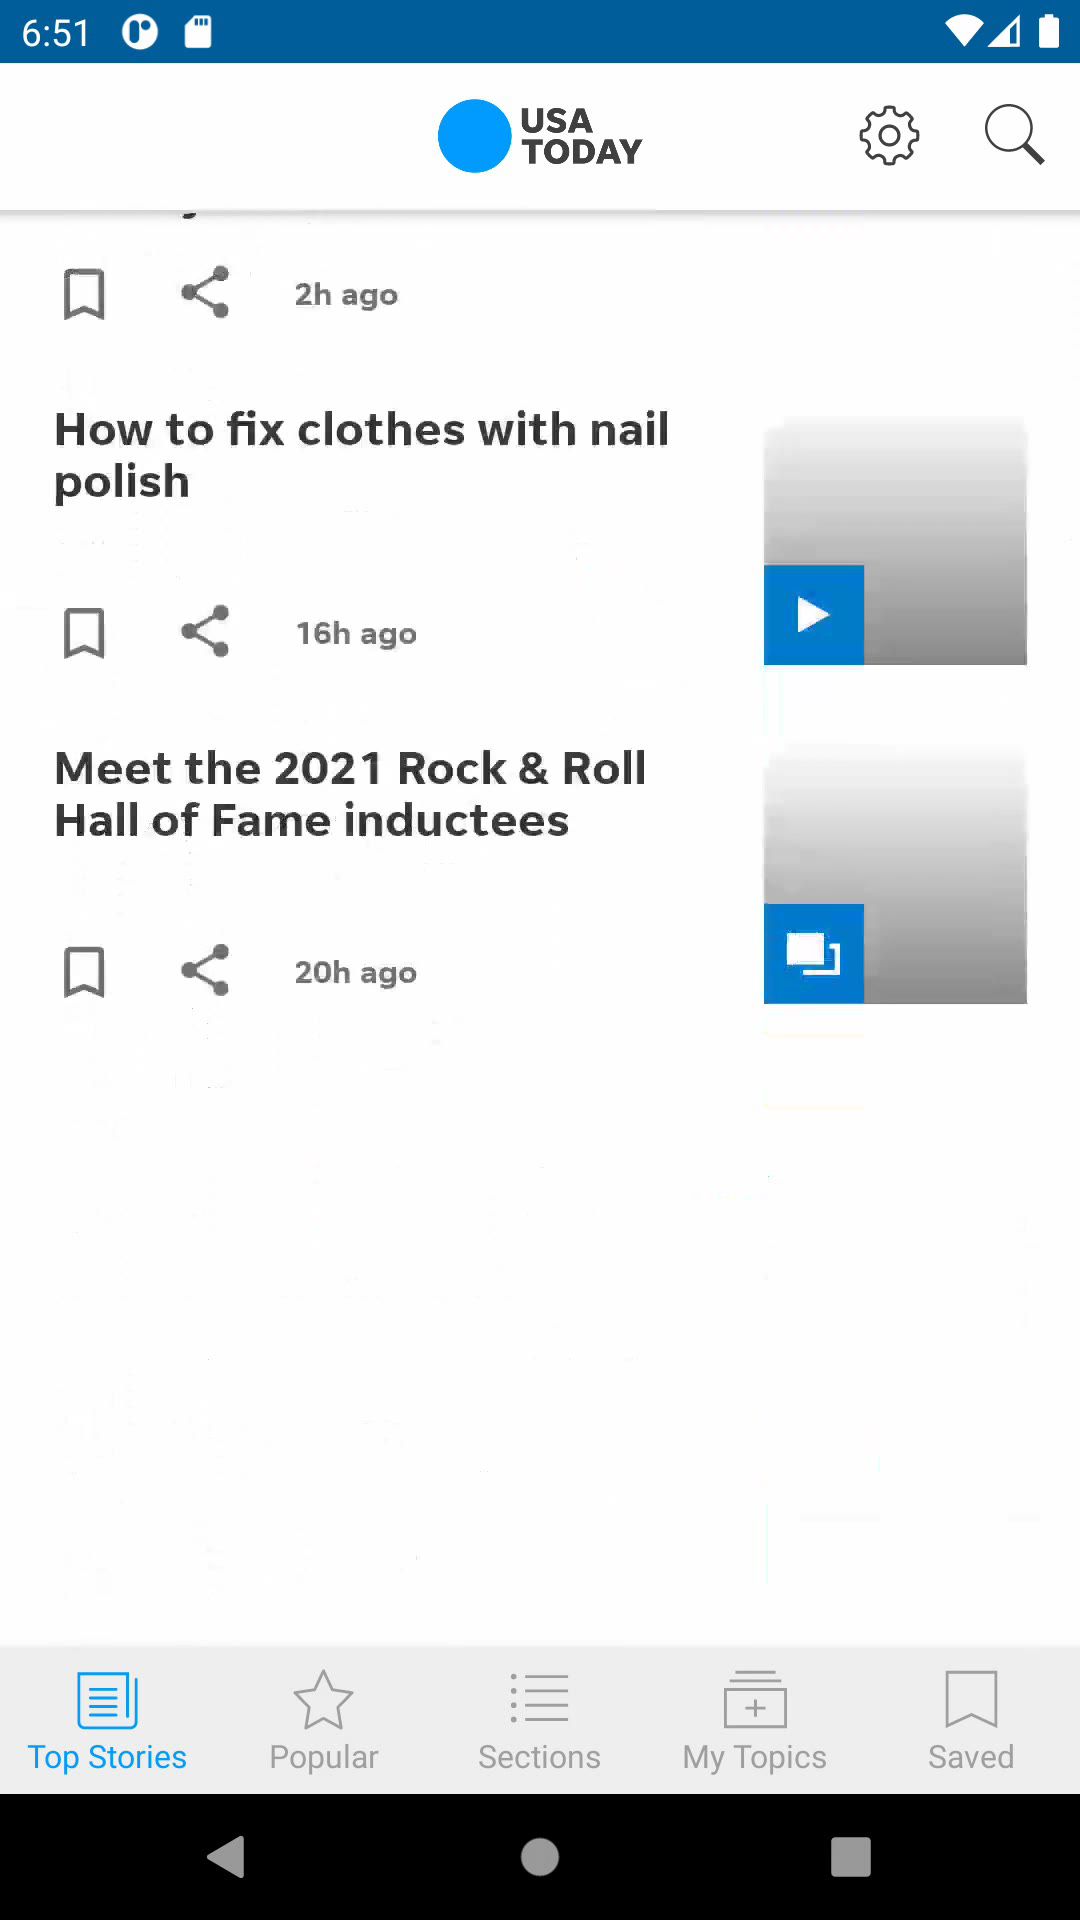 6:51
USA
TODAY
2h ago
How to fix clothes with nail
polish
16h ago
Meet the 2021 Rock & Roll
Hall of Fame inductees
20h ago
Top Stories
Popular
Sections
My Topics
Saved